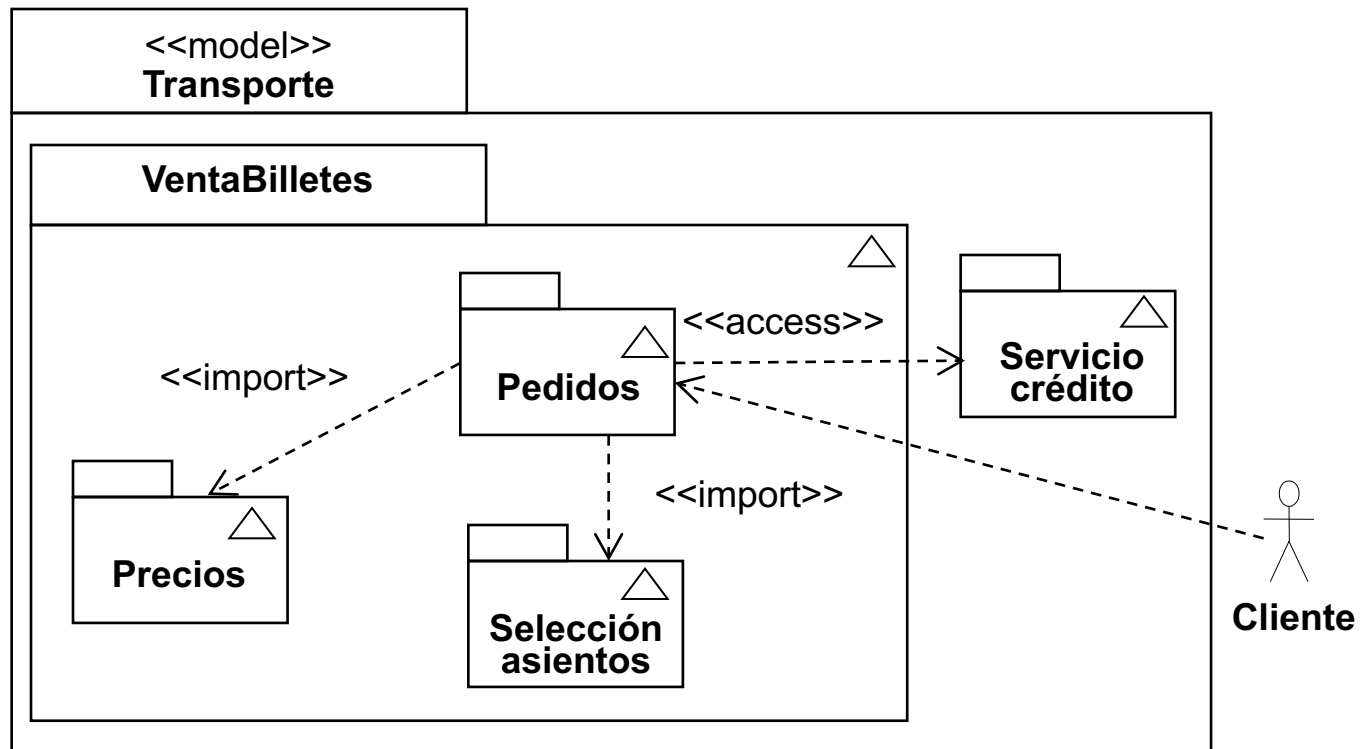 <<model>>
Transporte
VentaBilletes
<<access>>
<<import>>
Pedidos
Servicio
crédito
<<import>>
Precios
Selección
asientos
Cliente